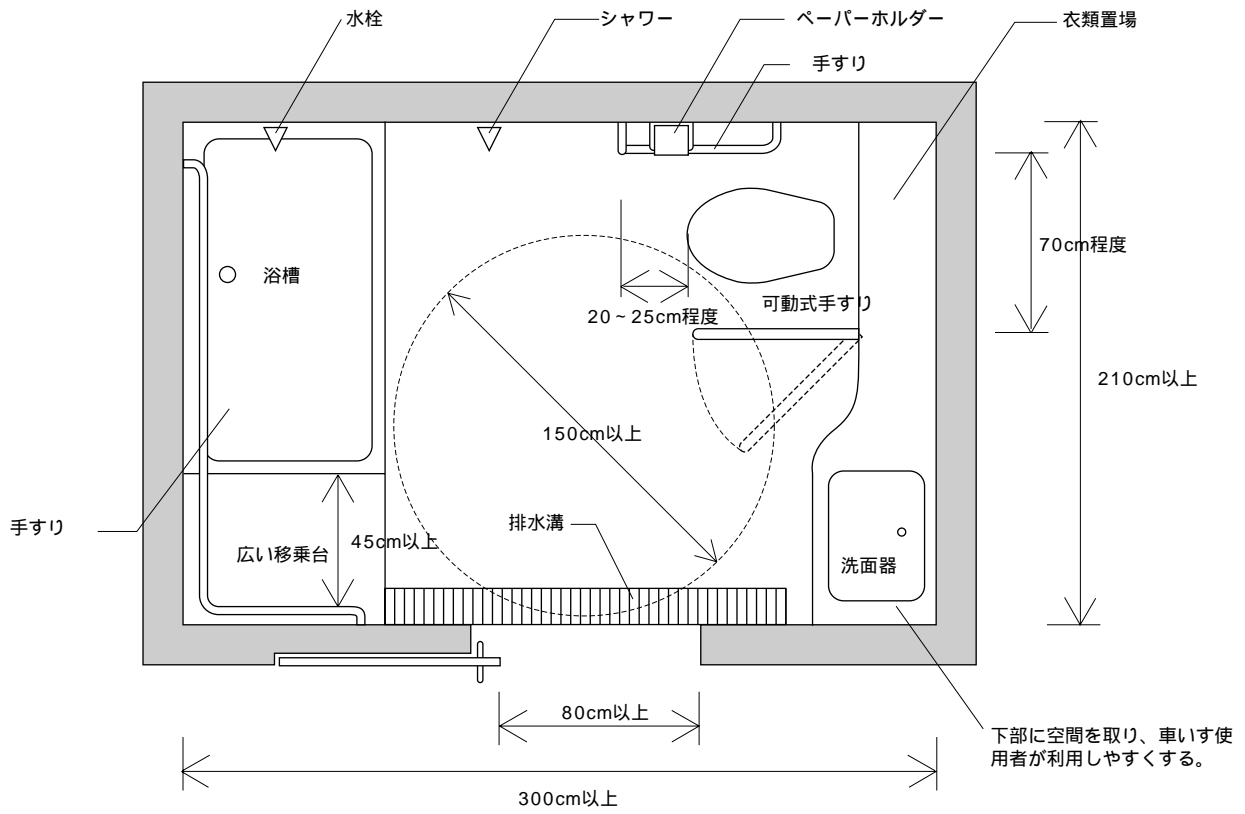 水栓
シャワー
ペーパーホルダー
衣類置場
手すり
70cm程度
浴槽
可動式手すり
20~25cm程度
210cm以上
150cm以上
手すり
排水溝
45cm以上
広い移乗台
洗面器
80cm以上
下部に空間を取り、車いす使
用者が利用しやすくする。
300cm以上